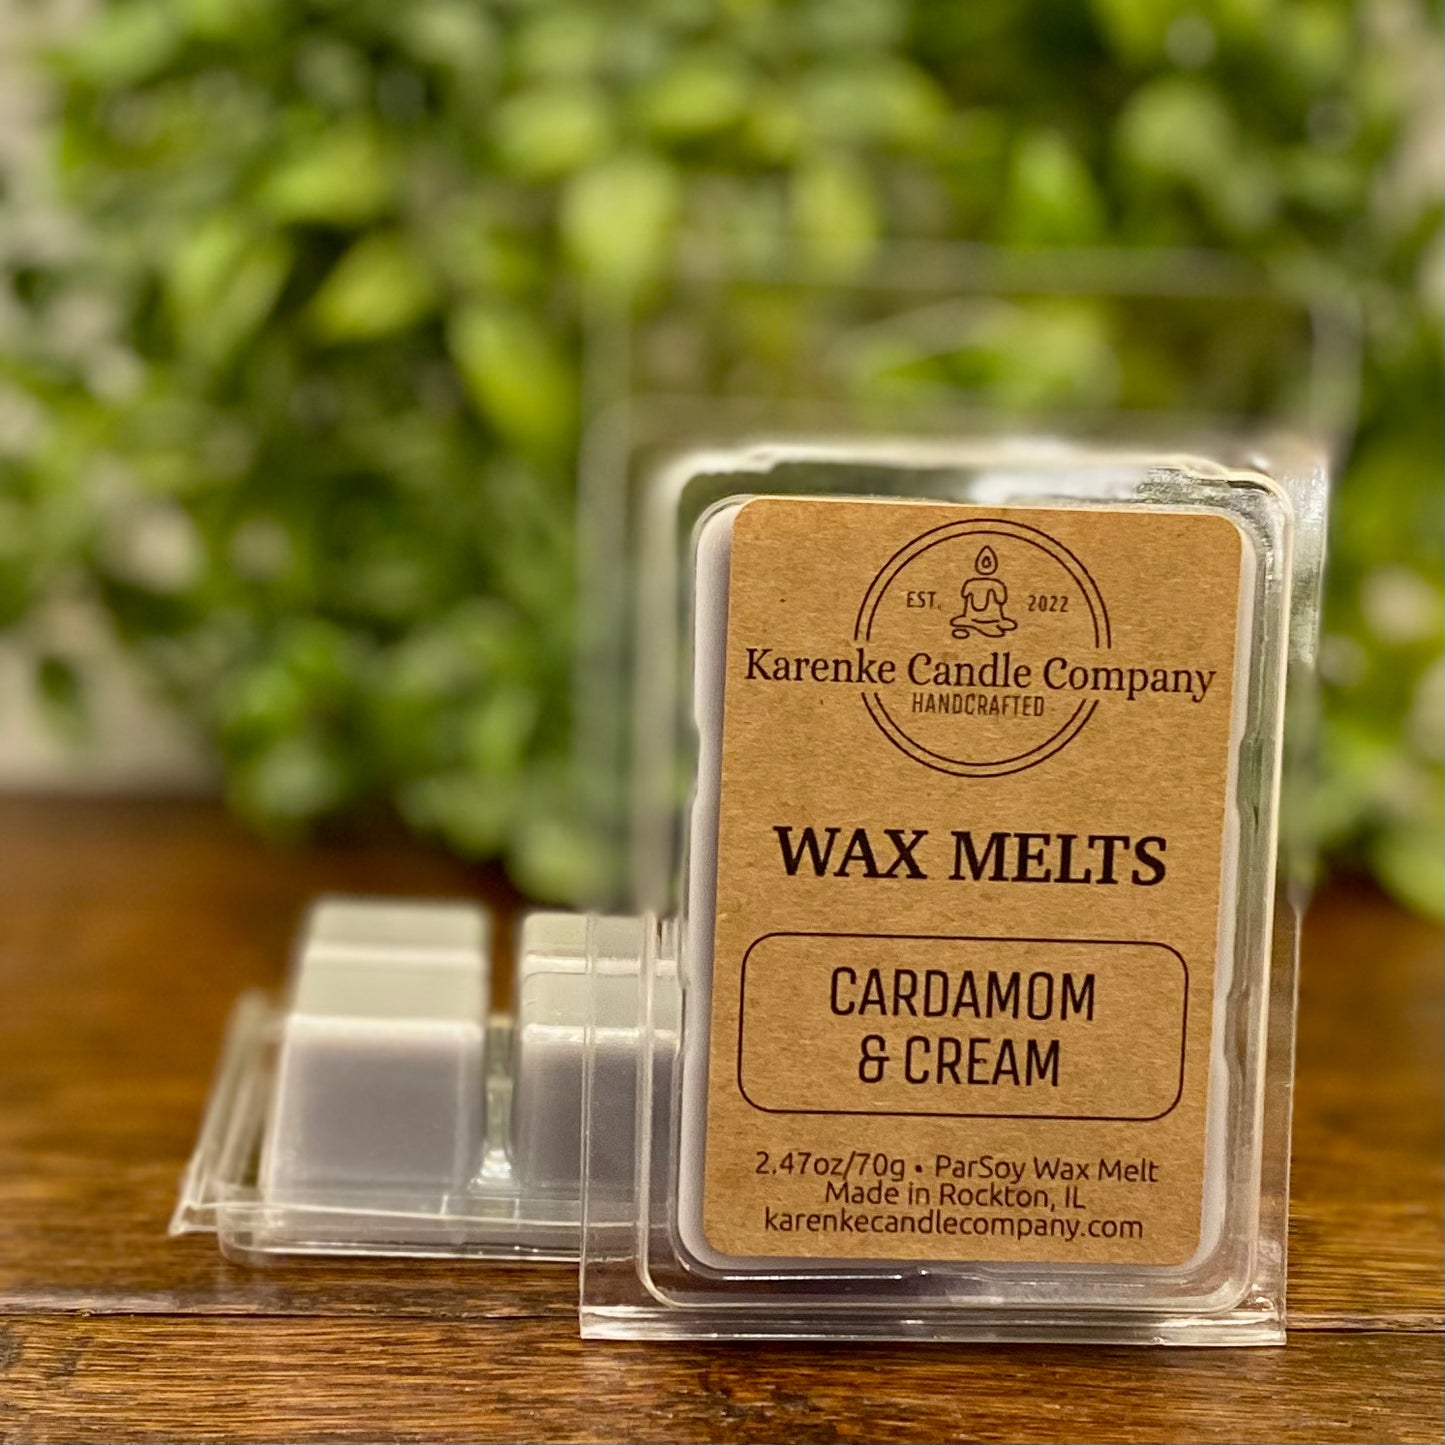 EST. 2022
Karenke Candle Company
HANDCRAFTED
WAX MELTS
CARDAMOM
& CREAM
2.47oz/70g • ParSoy Wax Melt
Made in Rockton, IL
karenkecandlecompany.com